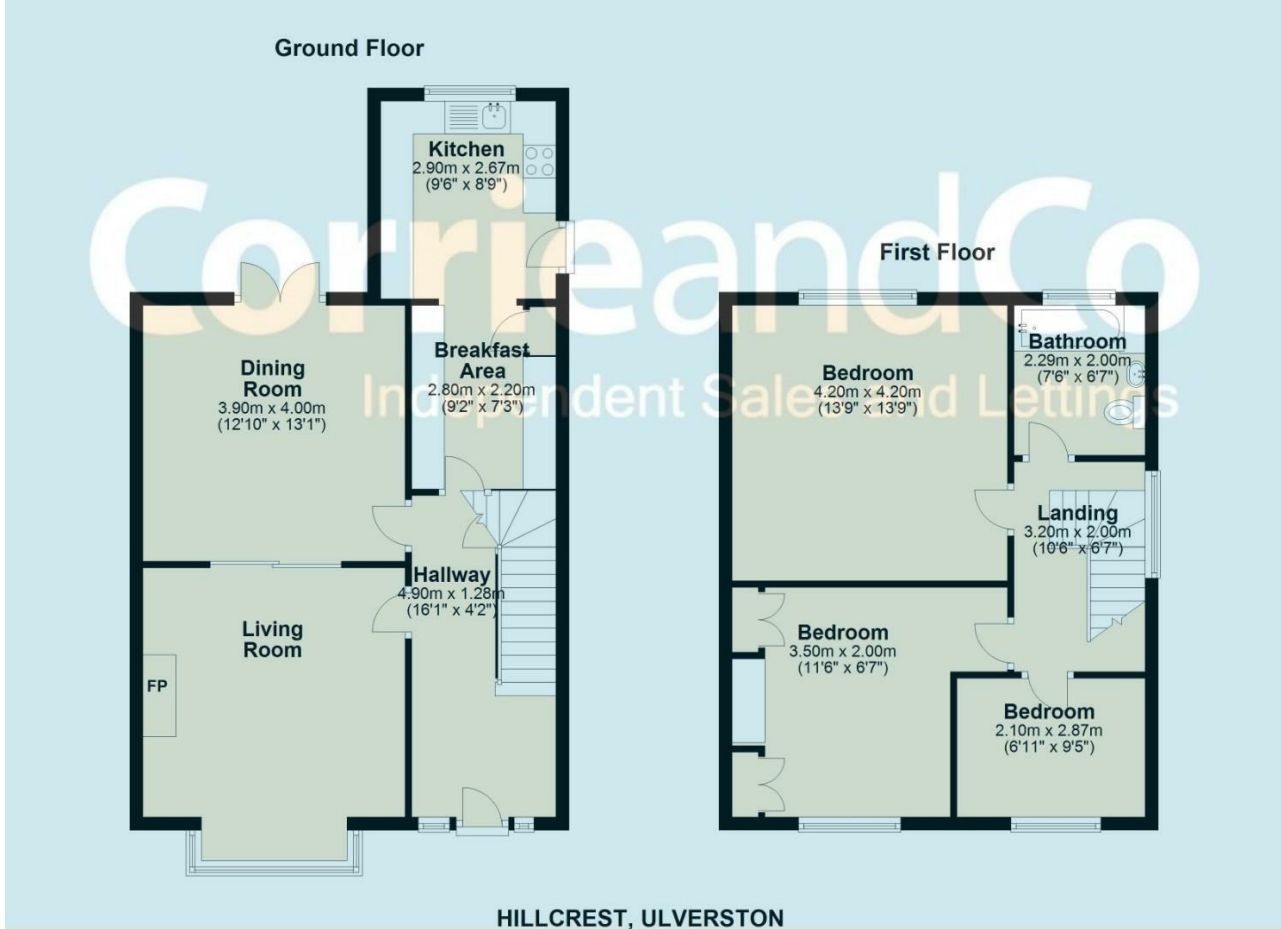 Ground Floor
Kitchen
2.90m x 2.67m
(9'6" x 8'9")
CorrieandCo
Independent Sales and Lettings
Breakfast
Area
2.80m x 2.20m
(9'2" x 7'3")
Dining
Room
3.90m x 4.00m
(12'10" x 13'1")
Hallway
4.90m x 1.28m
(16'1" x 4'2")
Living
Room
FP
First Floor
Bedroom
4.20m x 4.20m
(13'9" x 13'9")
Bathroom
2.29m x 2.00m
(7'6" x 6'7")
Landing
3.20m x 2.00m
(10'6" x 6'7")
Bedroom
3.50m x 2.00m
(11'6" x 6'7")
Bedroom
2.10m x 2.87m
(6'11" x 9'5")
HILLCREST, ULVERSTON